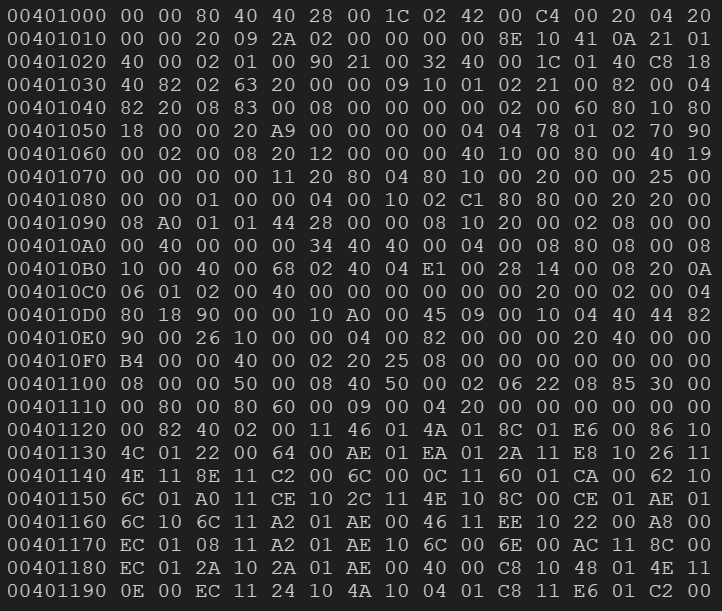 00401000 00 00 80 40 40 28 00 1C 02 42 00 C4 00 20 04 20
00401010 00 00 20 09 2A 02 00 00 00 00 8E 10 41 0A 21 01
00401020 40 00 02 01 00 90 21 00 32 40 00 1C 01 40 C8 18
00401030 40 82 02 63 20 00 00 09 10 01 02 21 00 82 00 04
00401040 82 20 08 83 00 08 00 00 00 00 02 00 60 80 10 80
00401050 18 00 00 20 A9 00 00 00 00 04 04 78 01 02 70 90
00401060 00 02 00 08 20 12 00 00 00 40 10 00 80 00 40 19
00401070 00 00 00 00 11 20 80 04 80 10 00 20 00 00 25 00
00401080 00 00 01 00 00 04 00 10 02 C1 80 80 00 20 20 00
00401090 08 A0 01 01 44 28 00 00 08 10 20 00 02 08 00 00
004010A0 00 40 00 00 00 34 40 40 00 04 00 08 80 08 00 08
004010B0 10 00 40 00 68 02 40 04 E1 00 28 14 00 08 20 0A
004010C0 06 01 02 00 40 00 00 00 00 00 00 20 00 02 00 04
004010D0 80 18 90 00 00 10 A0 00 45 09 00 10 04 40 44 82
004010E0 90 00 26 10 00 00 04 00 82 00 00 00 20 40 00 00
004010F0 B4 00 00 40 00 02 20 25 08 00 00 00 00 00 00 00
00401100 08 00 00 50 00 08 40 50 00 02 06 22 08 85 30 00
00401110 00 80 00 80 60 00 09 00 04 20 00 00 00 00 00 00
00401120 00 82 40 02 00 11 46 01 4A 01 8C 01 E6 00 86 10
00401130 4C 01 22 00 64 00 AE 01 EA 01 2A 11 E8 10 26 11
00401140 4E 11 8E 11 C2 00 6C 00 0C 11 60 01 CA 00 62 10
00401150 6C 01 A0 11 CE 10 2C 11 4E 10 8C 00 CE 01 AE 01
00401160 6C 10 6C 11 A2 01 AE 00 46 11 EE 10 22 00 A8 00
00401170 EC 01 08 11 A2 01 AE 10 6C 00 6E 00 AC 11 8C 00
00401180 EC 01 2A 10 2A 01 AE 00 40 00 C8 10 48 01 4E 11
00401190 0E 00 EC 11 24 10 4A 10 04 01 C8 11 E6 01 C2 00